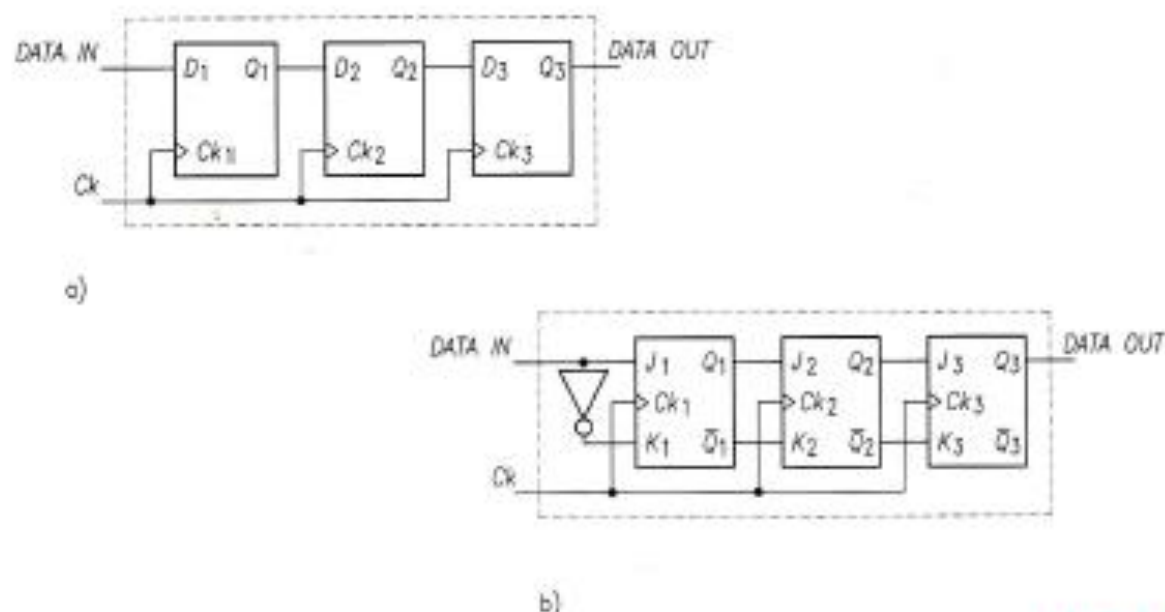 DATA IN
D1 Q1 D2 Q2 D3 Q3
DATA OUT
Ck1 Ck2 Ck3
Ck
a)
DATA IN
J1 Q1 J2 Q2 J3 Q3
DATA OUT
Ck1 Ck2 Ck3
K1 Q̅1 K2 Q̅2 K3 Q̅3
Ck
b)